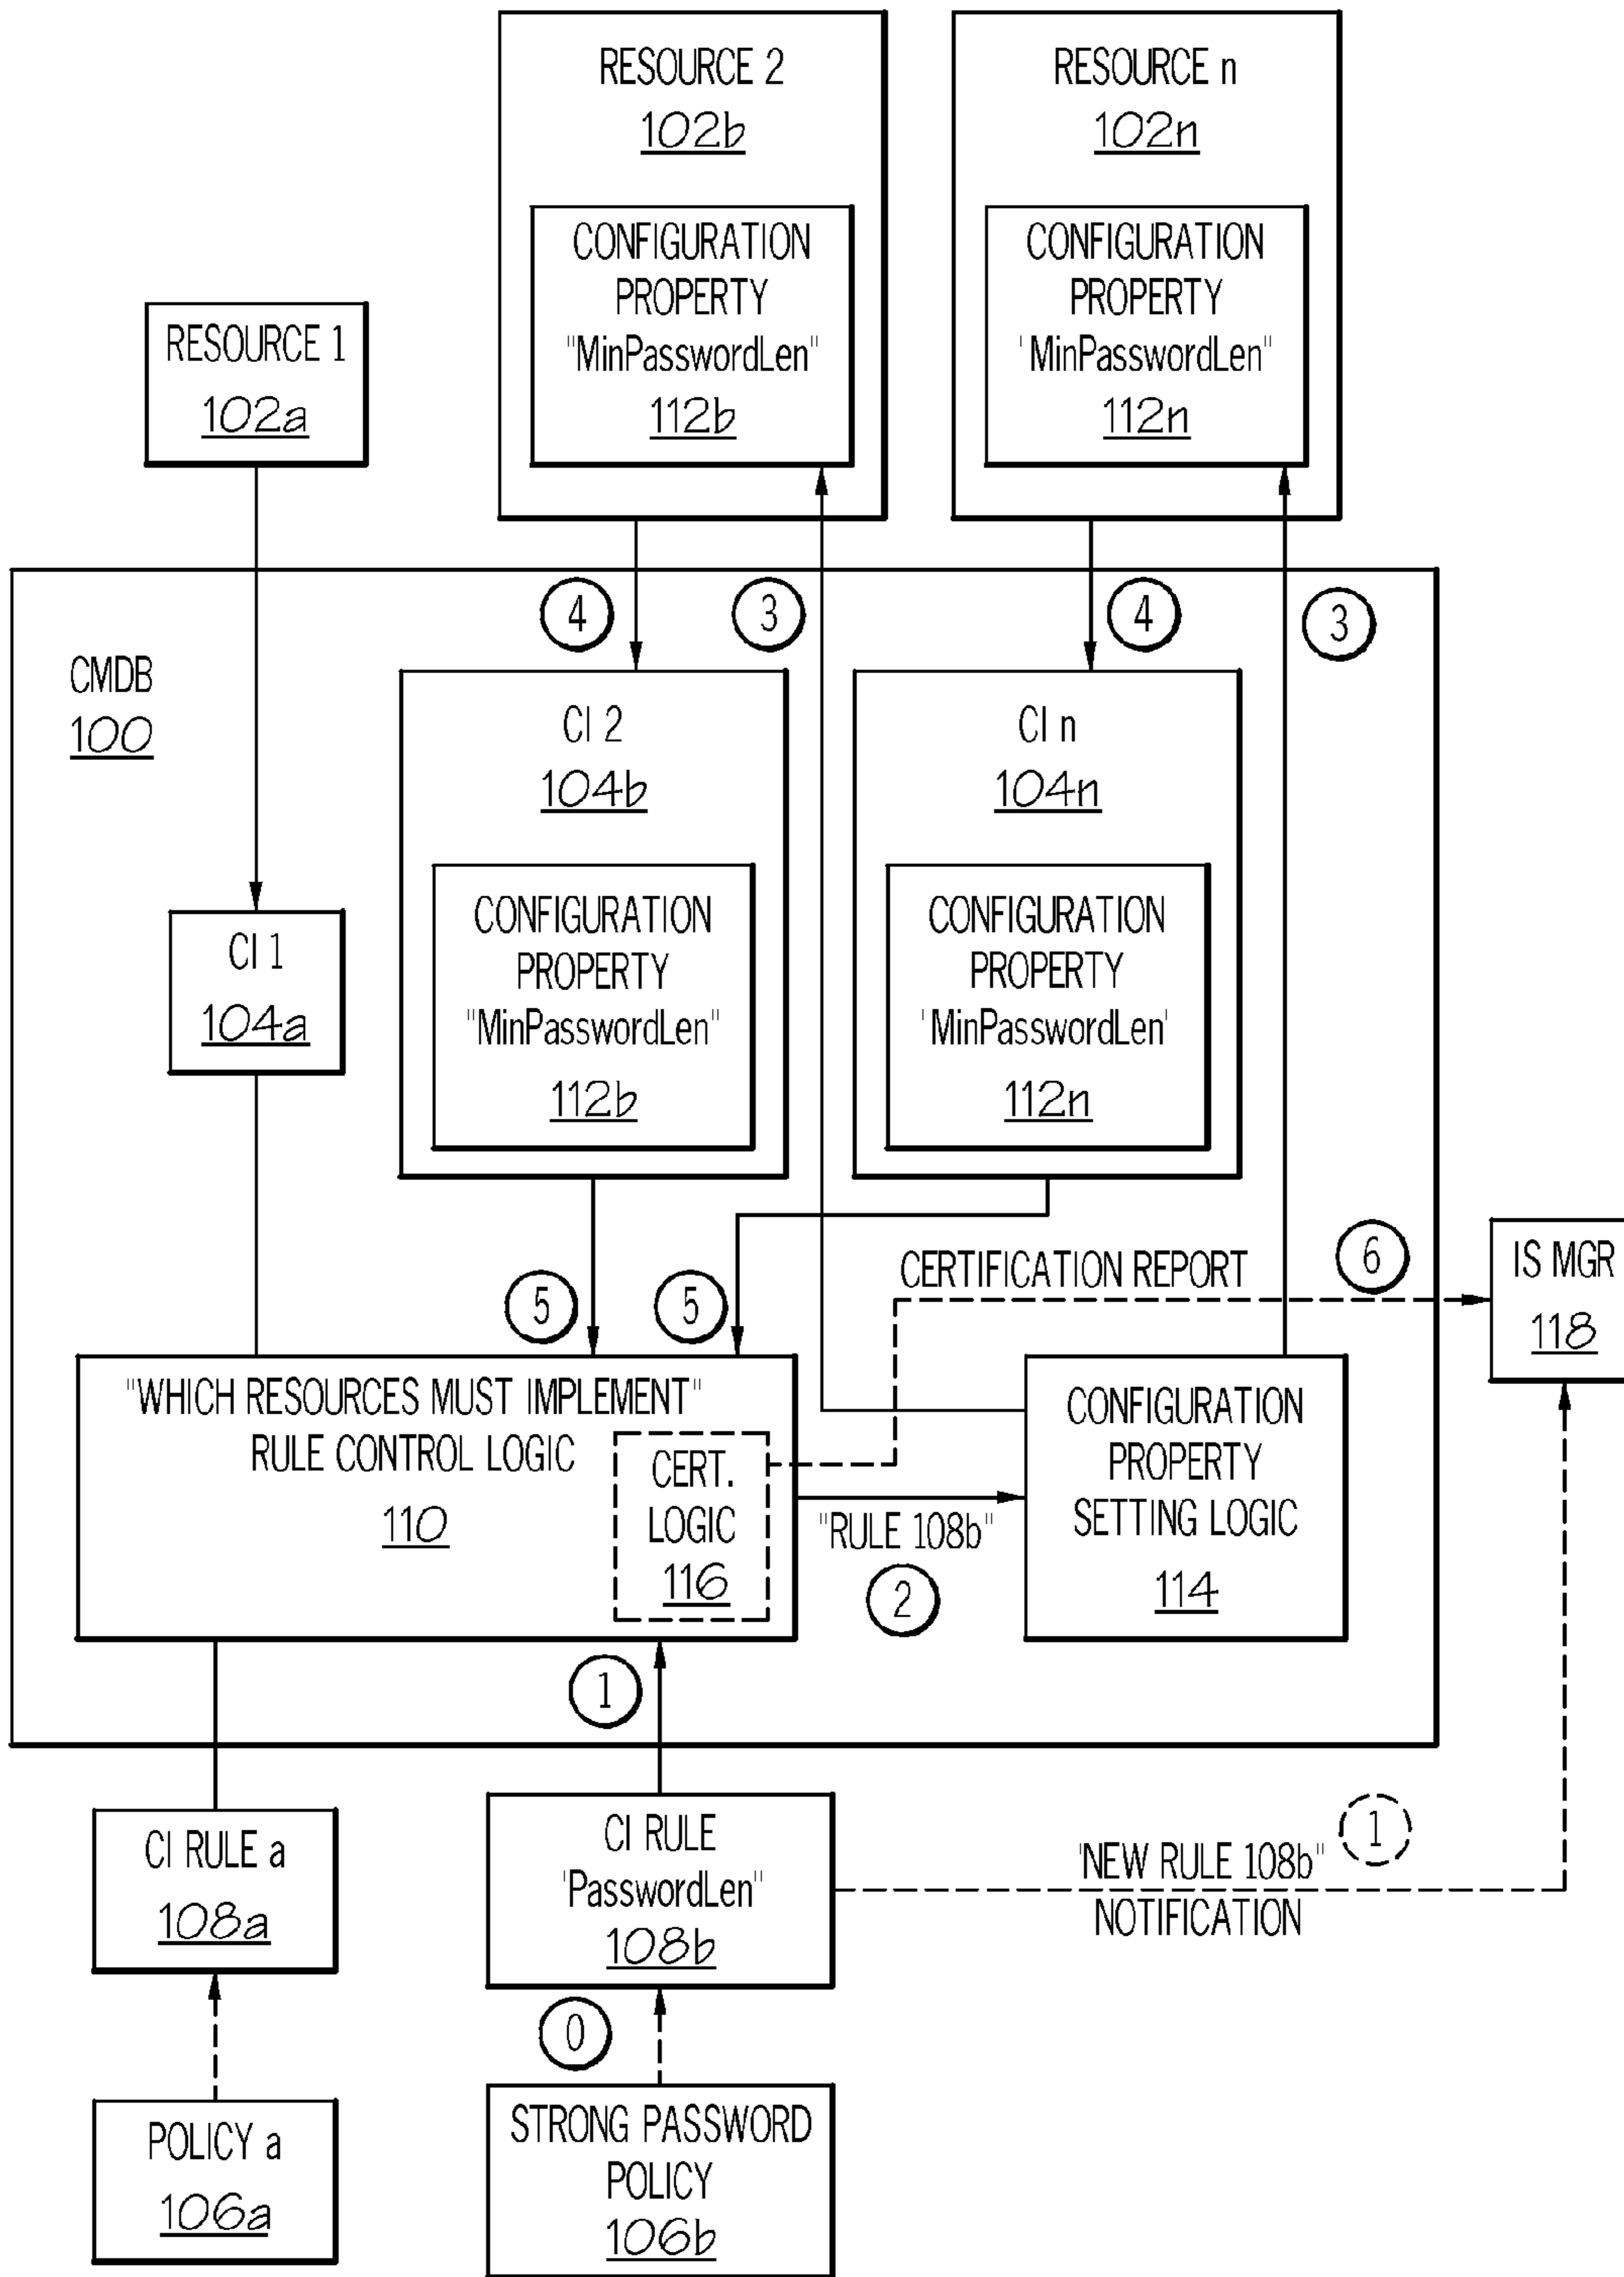 RESOURCE 2
102b
CONFIGURATION
PROPERTY
"MinPasswordLen"
112b
RESOURCE n
102n
CONFIGURATION
PROPERTY
'MinPasswordLen"
112n
RESOURCE 1
102a
4
3
4
3
CMDB
100
CI 2
104b
CONFIGURATION
PROPERTY
"MinPasswordLen"
112b
CI n
104n
CONFIGURATION
PROPERTY
'MinPasswordLen'
112n
CI 1
104a
5
5
CERTIFICATION REPORT
6
IS MGR
118
"WHICH RESOURCES MUST IMPLEMENT"
RULE CONTROL LOGIC
110
CERT.
LOGIC
116
"RULE 108b"
2
CONFIGURATION
PROPERTY
SETTING LOGIC
114
1
CI RULE a
108a
CI RULE
'PasswordLen"
108b
1
'NEW RULE 108b"
NOTIFICATION
0
POLICY a
106a
STRONG PASSWORD
POLICY
106b